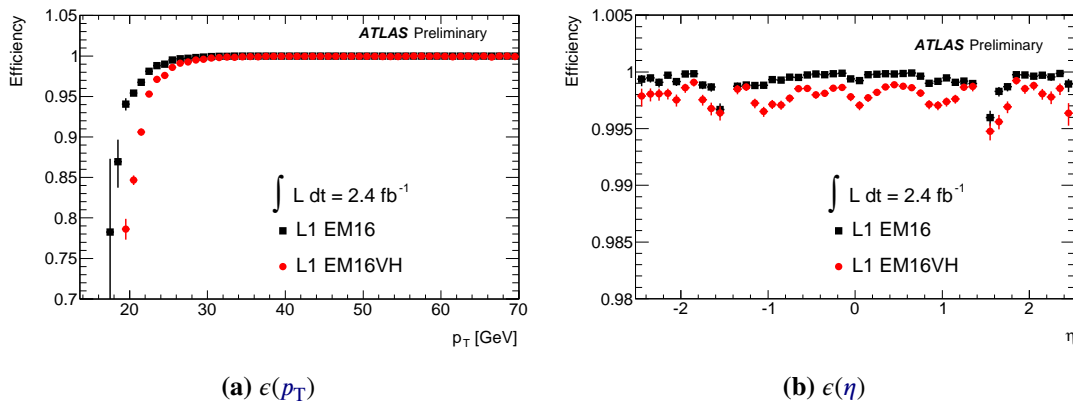 Efficiency
1.05
1
0.95
0.9
0.85
0.8
0.75
0.7
ATLAS Preliminary
∫ L dt = 2.4 fb⁻¹
L1 EM16
L1 EM16VH
20 30 40 50 60 70
p_T [GeV]
(a) ϵ(p_T)
Efficiency
1.005
1
0.995
0.99
0.985
0.98
ATLAS Preliminary
∫ L dt = 2.4 fb⁻¹
L1 EM16
L1 EM16VH
-2 -1 0 1 2
η
(b) ϵ(η)